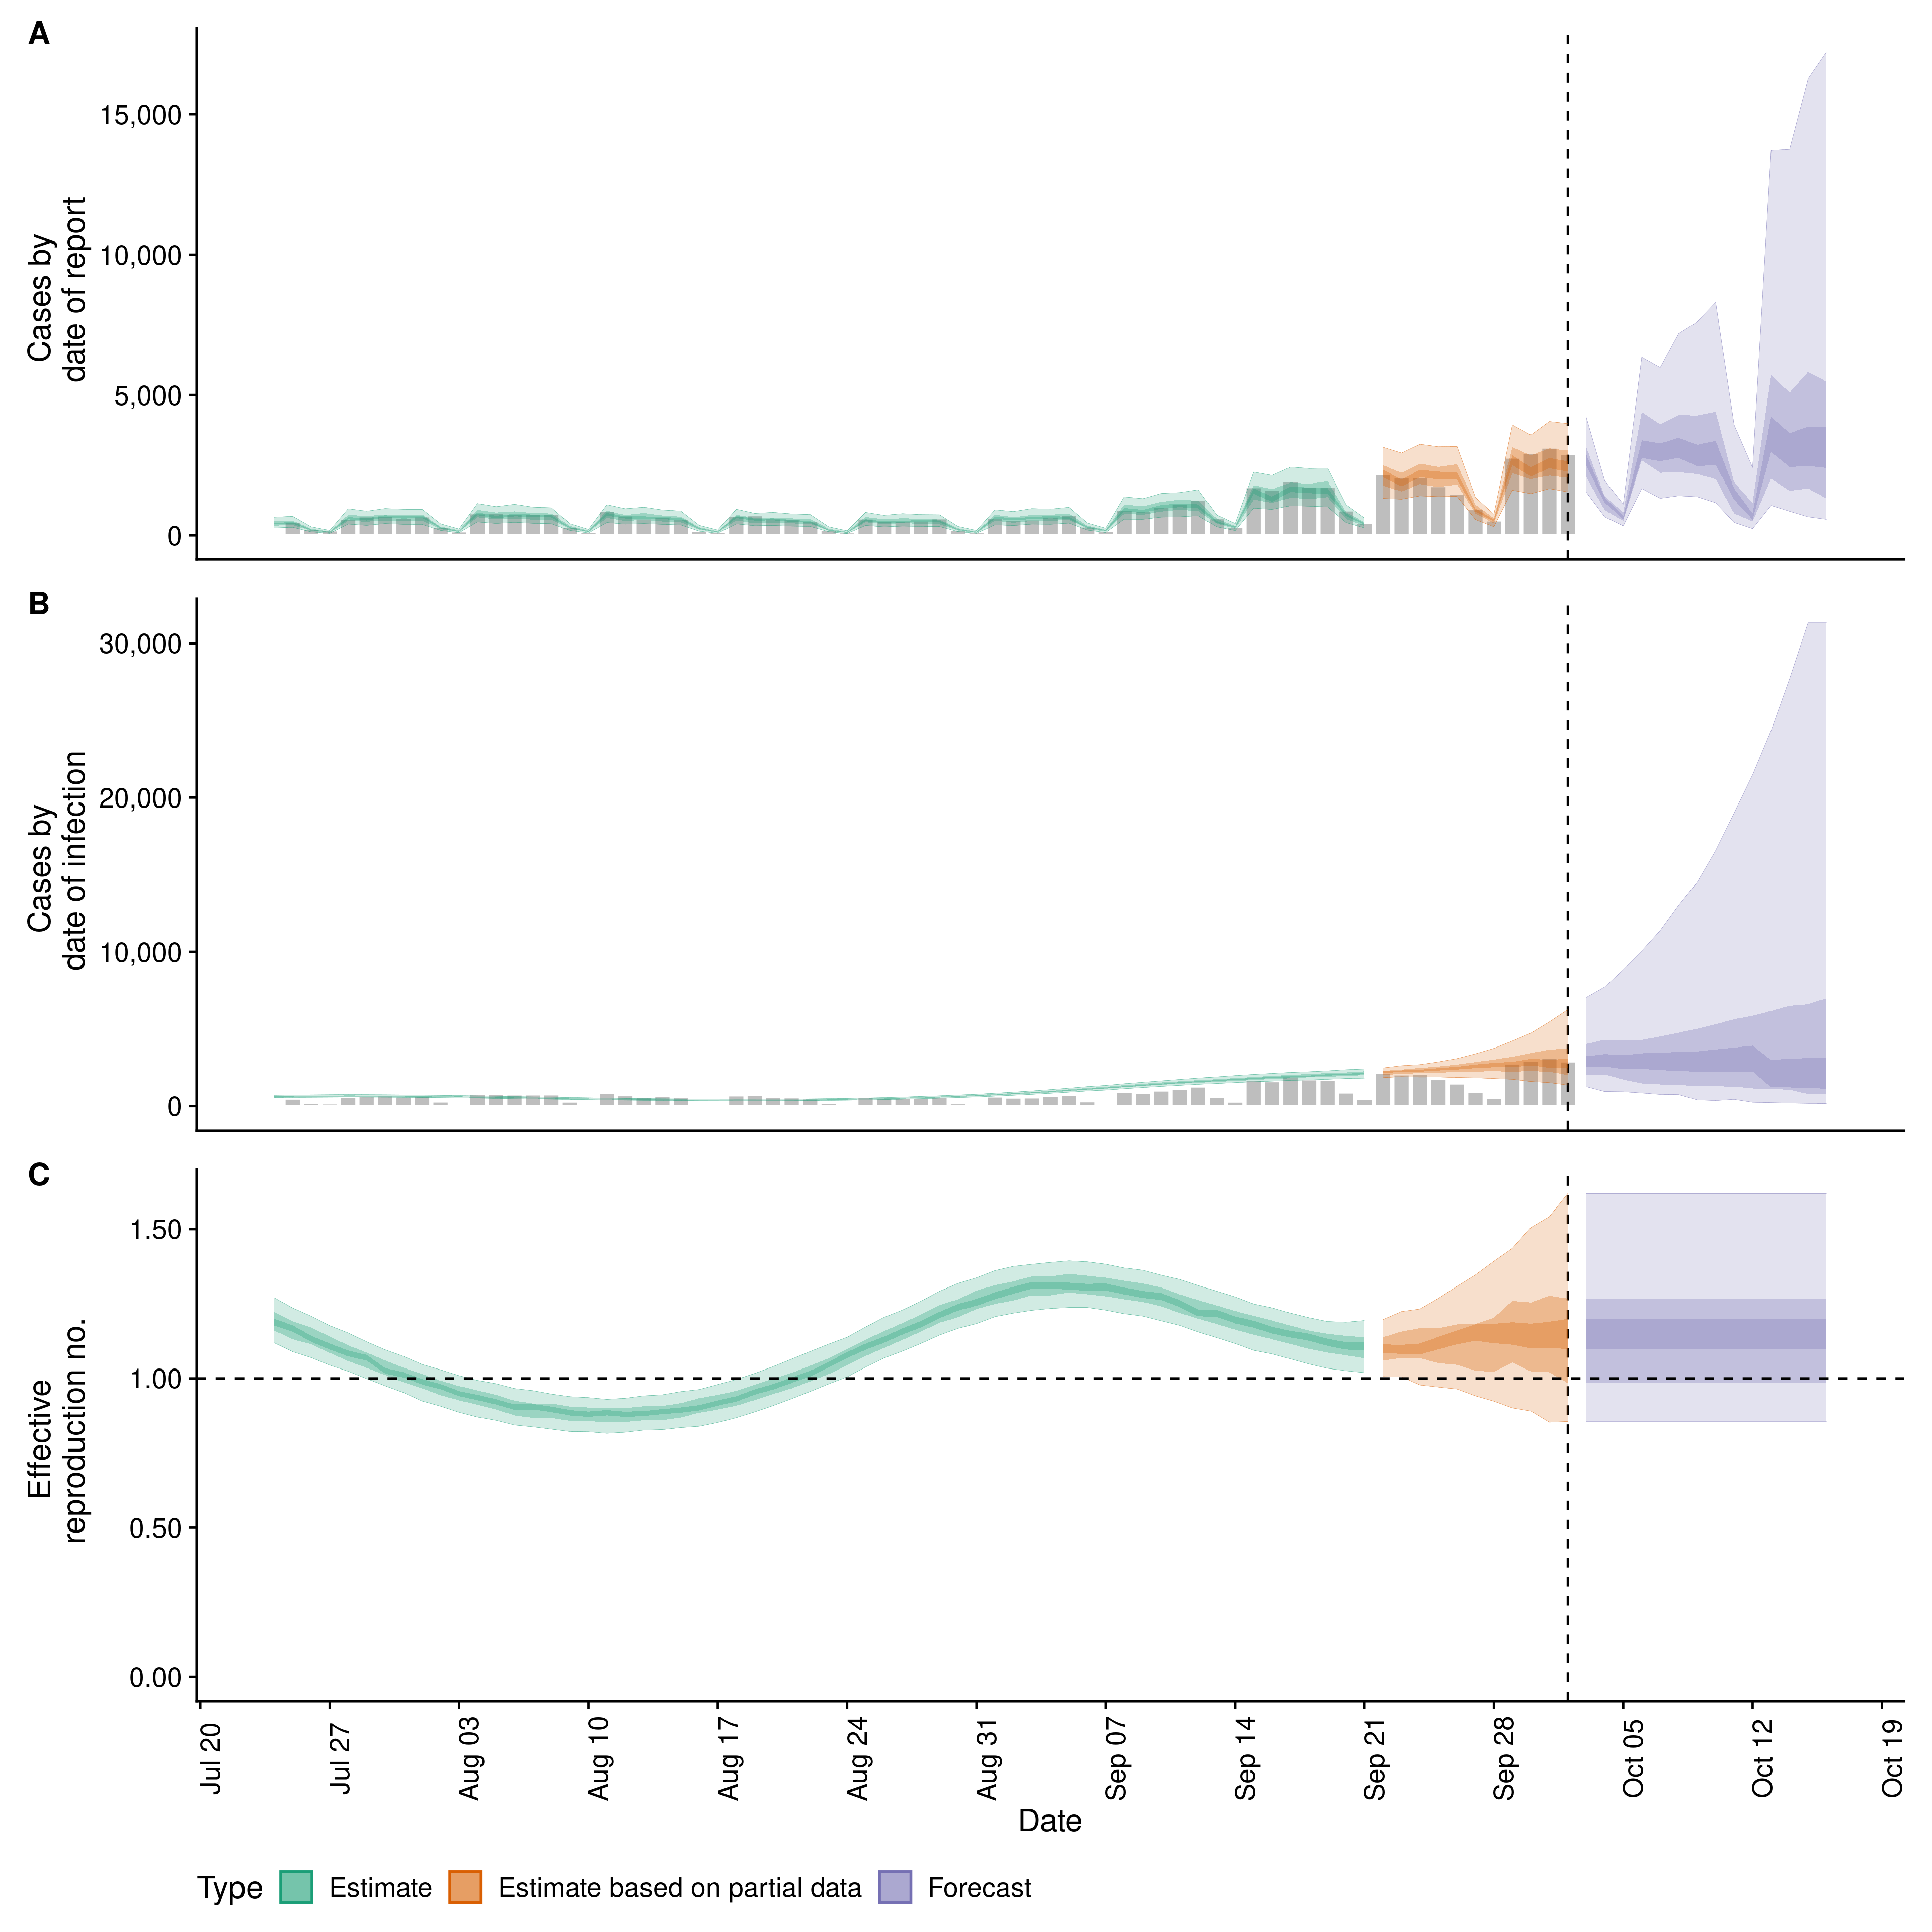 A
15,000
10,000
5,000
0
Cases by
date of report
B
30,000
20,000
10,000
0
Cases by
date of infection
C
1.50
1.00
0.50
0.00
Effective
reproduction no.
Jul 20
Jul 27
Aug 03
Aug 10
Aug 17
Aug 24
Aug 31
Sep 07
Sep 14
Sep 21
Sep 28
Oct 05
Oct 12
Oct 19
Date
Type
Estimate
Estimate based on partial data
Forecast